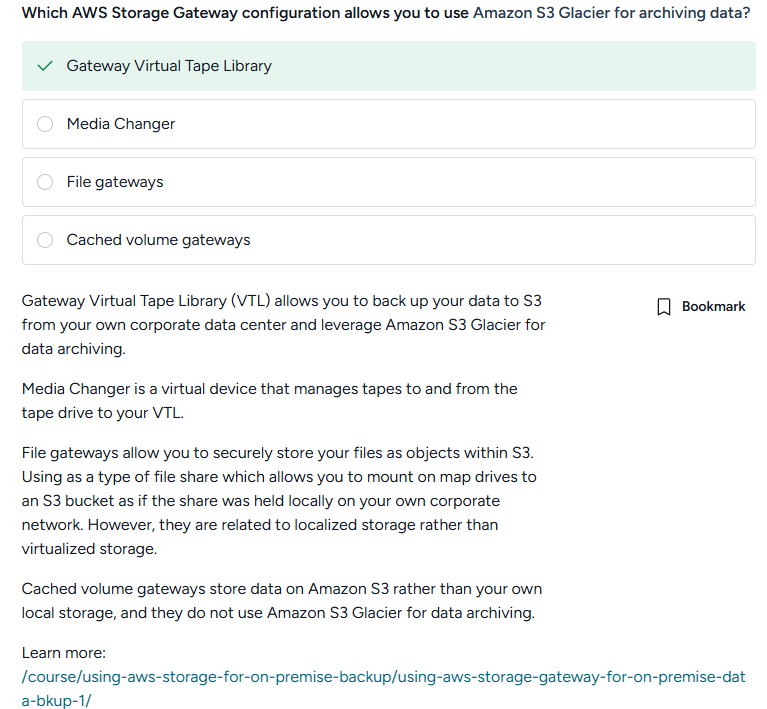 Which AWS Storage Gateway configuration allows you to use Amazon S3 Glacier for archiving data?
Gateway Virtual Tape Library
Media Changer
File gateways
Cached volume gateways
Gateway Virtual Tape Library (VTL) allows you to back up your data to S3
from your own corporate data center and leverage Amazon S3 Glacier for
data archiving.
Bookmark
Media Changer is a virtual device that manages tapes to and from the
tape drive to your VTL.
File gateways allow you to securely store your files as objects within S3.
Using as a type of file share which allows you to mount on map drives to
an S3 bucket as if the share was held locally on your own corporate
network. However, they are related to localized storage rather than
virtualized storage.
Cached volume gateways store data on Amazon S3 rather than your own
local storage, and they do not use Amazon S3 Glacier for data archiving.
Learn more:
/course/using-aws-storage-for-on-premise-backup/using-aws-storage-gateway-for-on-premise-dat
a-bkup-1/